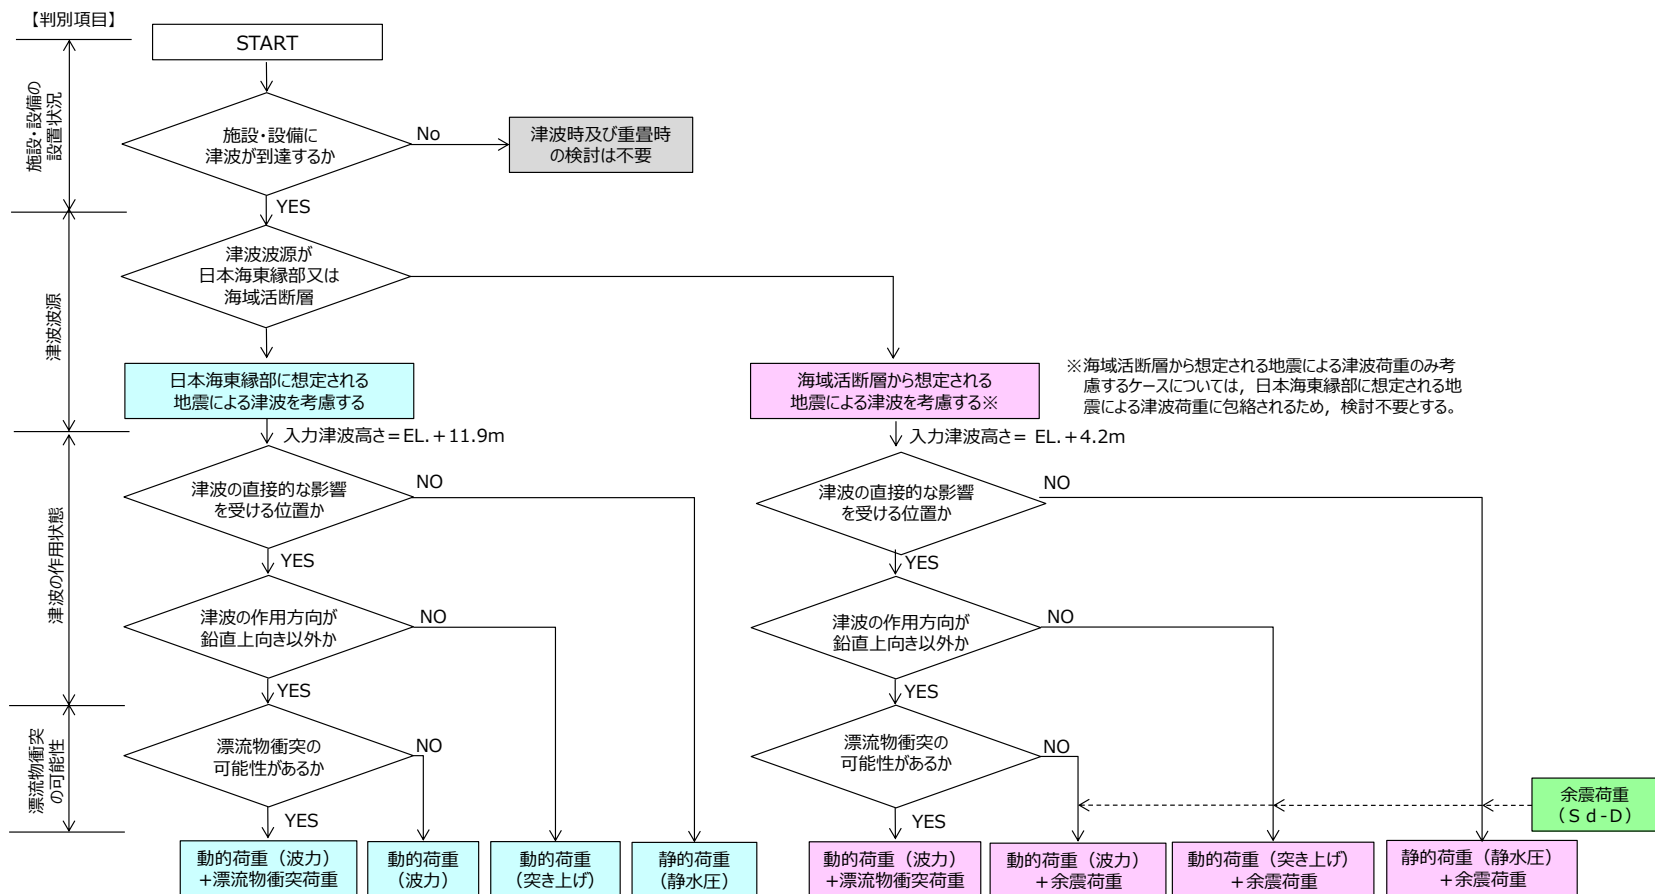 【判別項目】
START
施設・設備の
設置状況
施設・設備に
津波が到達するか
No
津波時及び重畳時
の検討は不要
YES
津波波源
津波波源が
日本海東縁部又は
海域活断層
日本海東縁部に想定される
地震による津波を考慮する
海域活断層から想定される
地震による津波を考慮する※
※海域活断層から想定される地震による津波荷重のみ考
慮するケースについては，日本海東縁部に想定される地
震による津波荷重に包絡されるため，検討不要とする。
入力津波高さ=EL.+11.9m
入力津波高さ= EL.+4.2m
津波の作用状態
津波の直接的な影響
を受ける位置か
NO
YES
津波の直接的な影響
を受ける位置か
NO
YES
津波の作用方向が
鉛直上向き以外か
NO
YES
津波の作用方向が
鉛直上向き以外か
NO
YES
漂流物衝突
の可能性
漂流物衝突の
可能性があるか
NO
YES
漂流物衝突の
可能性があるか
NO
YES
余震荷重
（Ｓｄ-D）
動的荷重（波力）
+漂流物衝突荷重
動的荷重
（波力）
動的荷重
（突き上げ）
静的荷重
（静水圧）
動的荷重（波力）
+漂流物衝突荷重
動的荷重（波力）
+余震荷重
動的荷重（突き上げ）
+余震荷重
静的荷重（静水圧）
+余震荷重